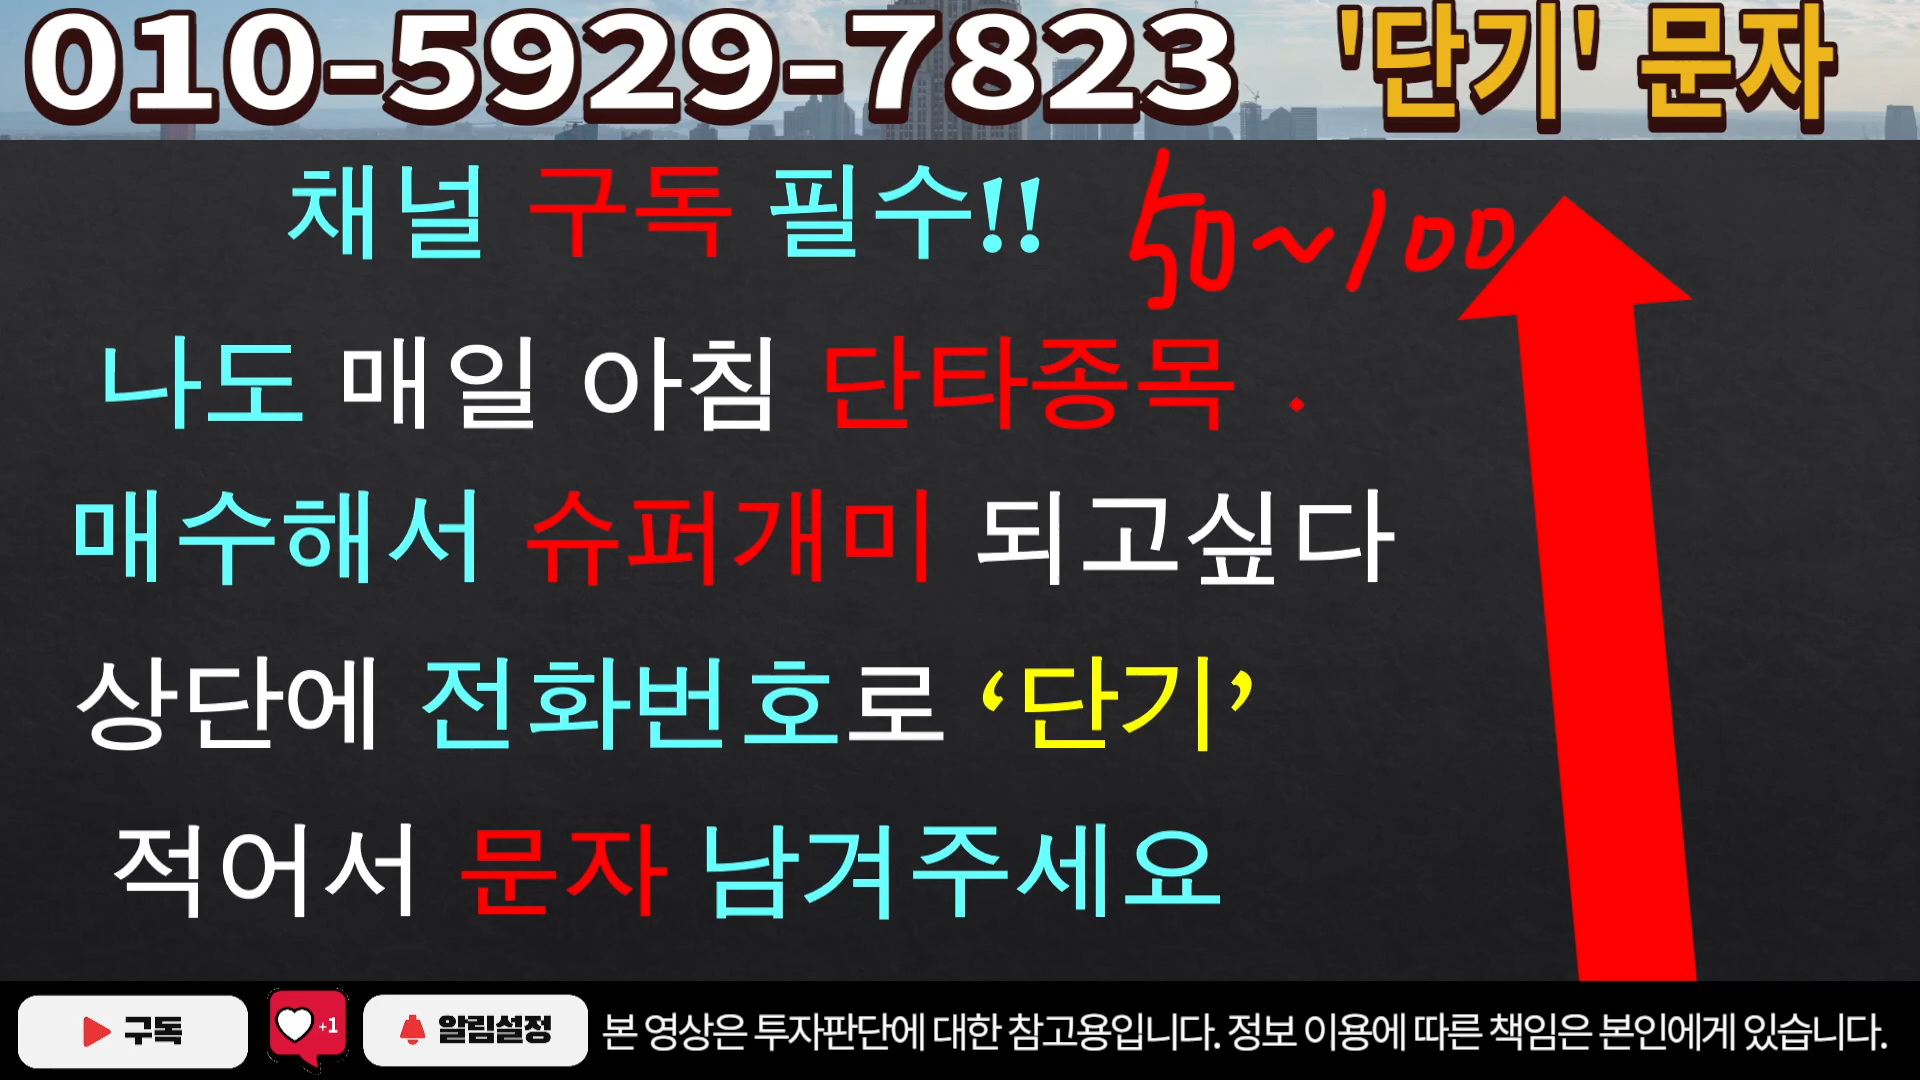 010-5929-7823 '단기' 문자
채널 구독 필수!! 50~100
나도 매일 아침 단타종목 .
매수해서 슈퍼개미 되고싶다
상단에 전화번호로 ‘단기’
적어서 문자 남겨주세요
구독 +1 알림설정 본 영상은 투자판단에 대한 참고용입니다. 정보 이용에 따른 책임은 본인에게 있습니다.